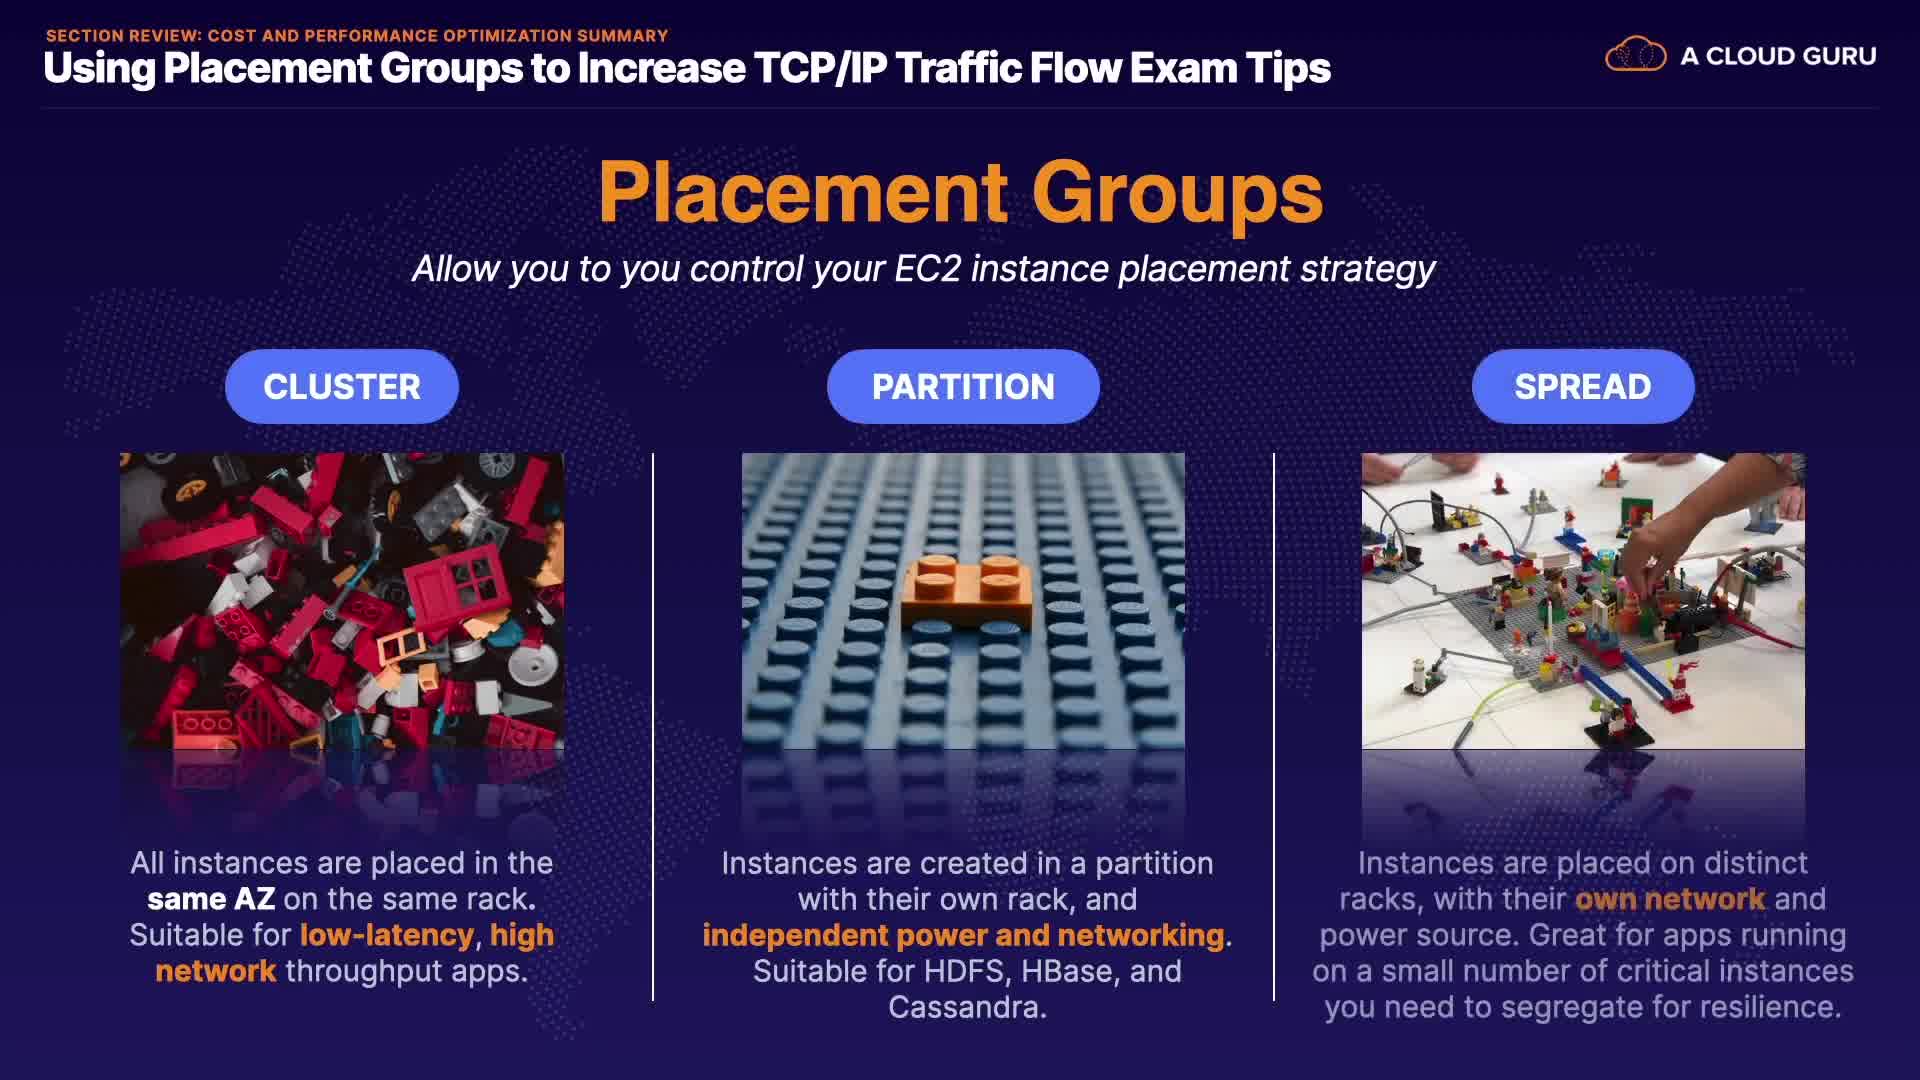 SECTION REVIEW: COST AND PERFORMANCE OPTIMIZATION SUMMARY
Using Placement Groups to Increase TCP/IP Traffic Flow Exam Tips
A CLOUD GURU
Placement Groups
Allow you to you control your EC2 instance placement strategy
CLUSTER
All instances are placed in the
same AZ on the same rack.
Suitable for low-latency, high
network throughput apps.
PARTITION
Instances are created in a partition
with their own rack, and
independent power and networking.
Suitable for HDFS, HBase, and
Cassandra.
SPREAD
Instances are placed on distinct
racks, with their own network and
power source. Great for apps running
on a small number of critical instances
you need to segregate for resilience.